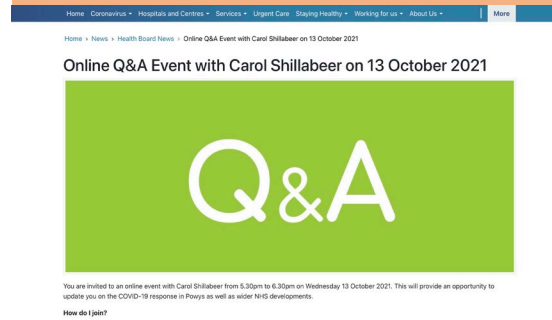 Home Coronavirus Hospitals and Centres Services Urgent Care Staying Healthy Working for us About Us More
Home > News > Health Board News > Online Q&A Event with Carol Shillabeer on 13 October 2021
Online Q&A Event with Carol Shillabeer on 13 October 2021
Q&A
You are invited to an online event with Carol Shillabeer from 5.30pm to 6.30pm on Wednesday 13 October 2021. This will provide an opportunity to
update you on the COVID-19 response in Powys as well as wider NHS developments.
How do I join?